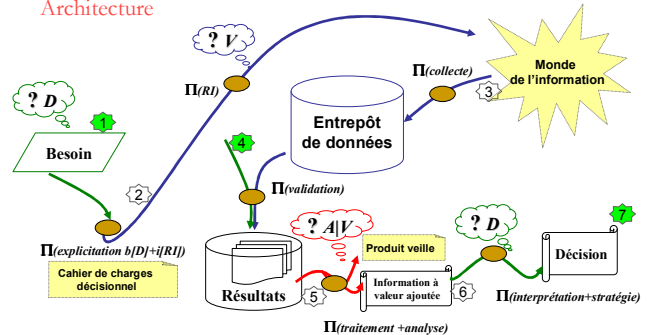 Architecture
? V
Π(RI)
Π(collecte)
Monde
de l'information
3
? D
1
Besoin
Entrepôt
de données
4
2
Π(validation)
Π(explicitation b[D]+i[RI])
Cahier de charges
décisionnel
? A|V
Produit veille
? D
7
Décision
Résultats
5
Information à
valeur ajoutée
6
Π(interprétation+stratégie)
Π(traitement +analyse)